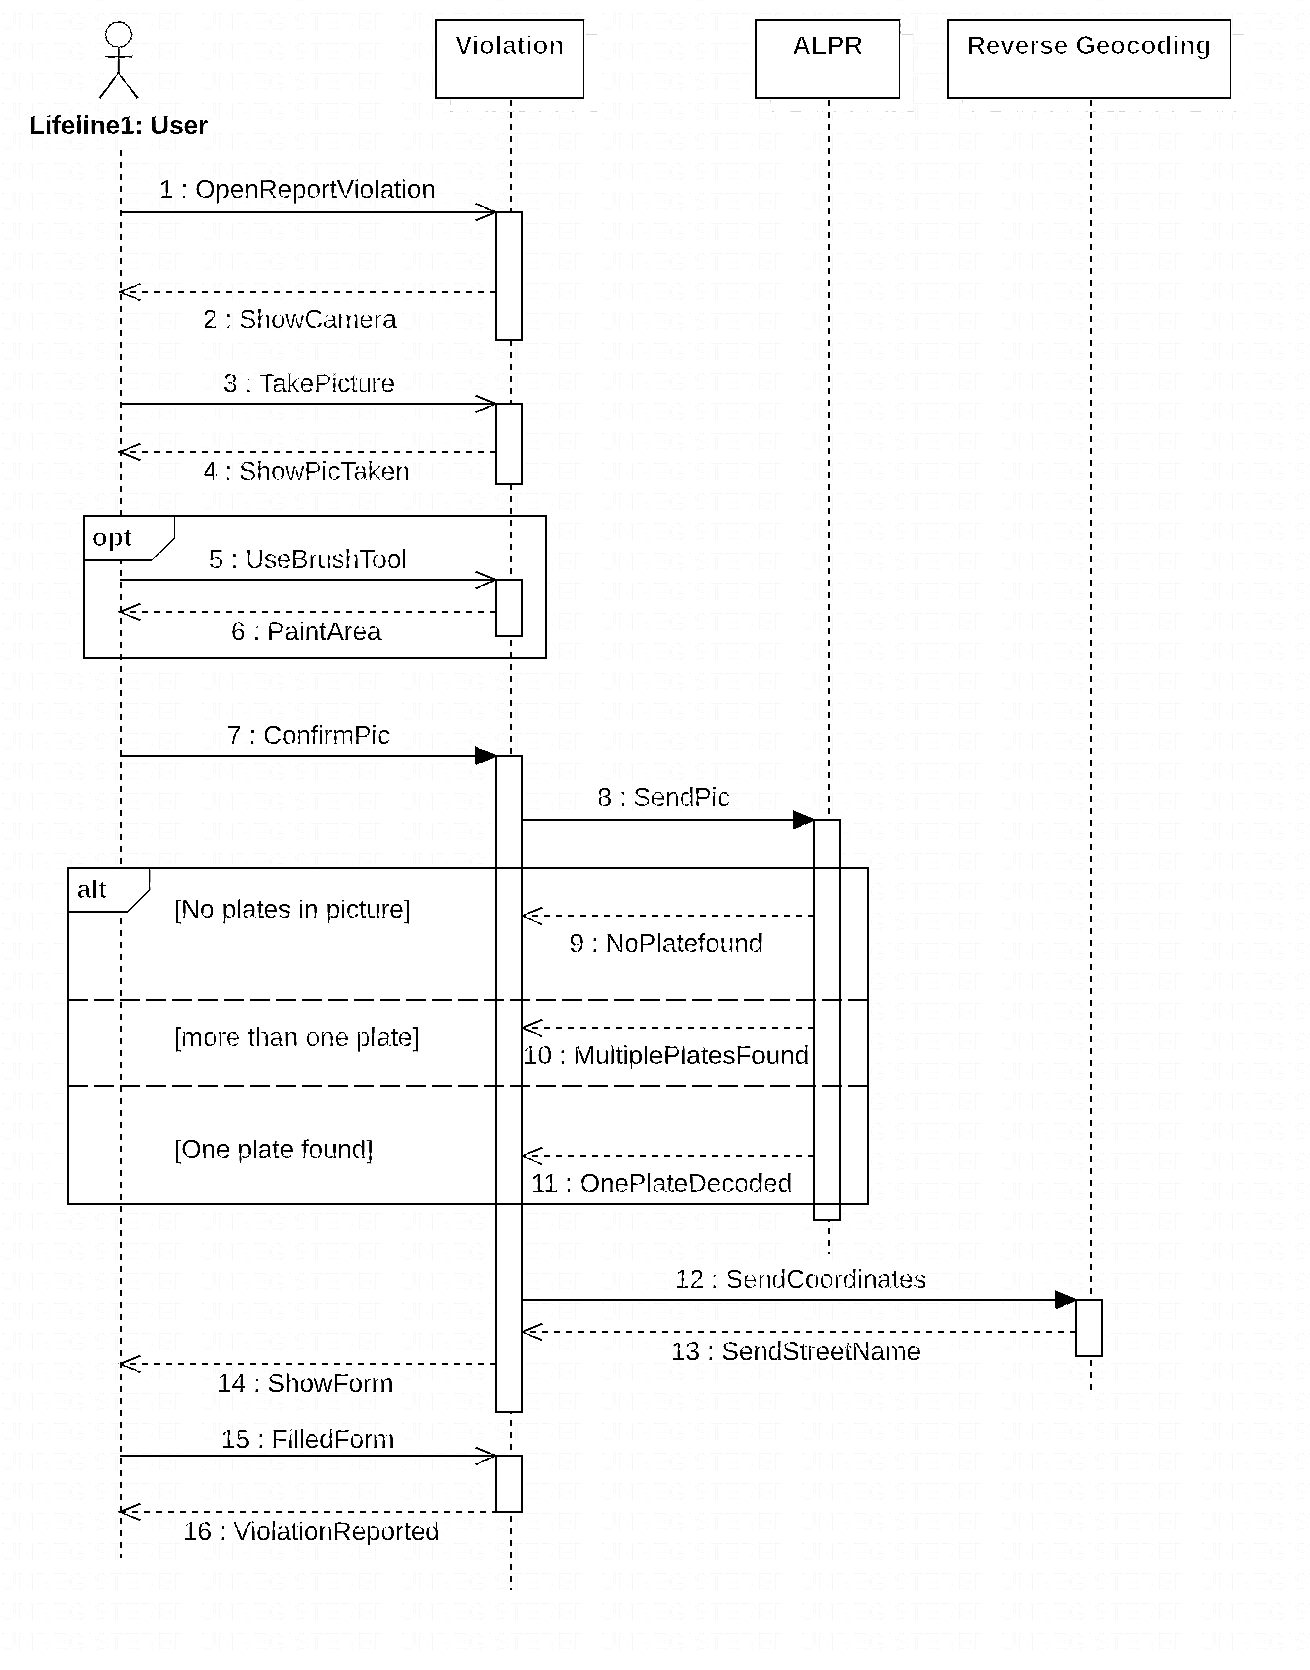 Violation
ALPR
Reverse Geocoding
Lifeline1: User
1 : OpenReportViolation
2 : ShowCamera
3 : TakePicture
4 : ShowPicTaken
opt
5 : UseBrushTool
6 : PaintArea
7 : ConfirmPic
8 : SendPic
alt
[No plates in picture]
9 : NoPlatefound
[more than one plate]
10 : MultiplePlatesFound
[One plate found]
11 : OnePlateDecoded
12 : SendCoordinates
13 : SendStreetName
14 : ShowForm
15 : FilledForm
16 : ViolationReported